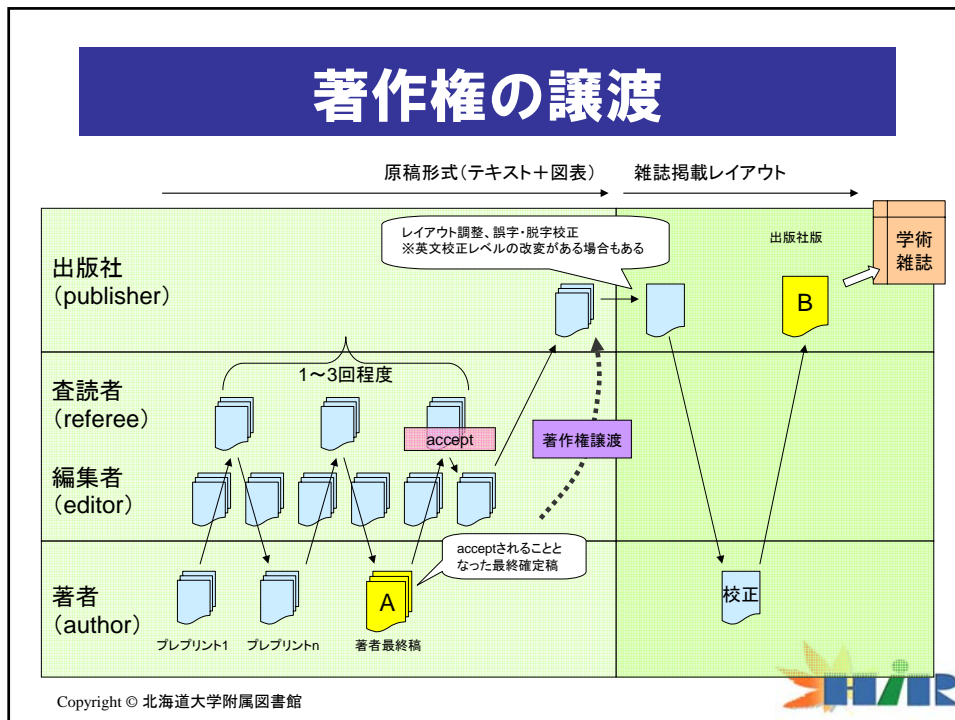 著作権の譲渡
原稿形式（テキスト＋図表）
雑誌掲載レイアウト
レイアウト調整、誤字・脱字校正
※英文校正レベルの改変がある場合もある
出版社版
学術
雑誌
出版社
（publisher）
B
1～3回程度
査読者
（referee）
accept
著作権譲渡
編集者
（editor）
acceptされることと
なった最終確定稿
著者
（author）
A
校正
プレプリント1
プレプリントn
著者最終稿
Copyright © 北海道大学附属図書館
HUSCAP